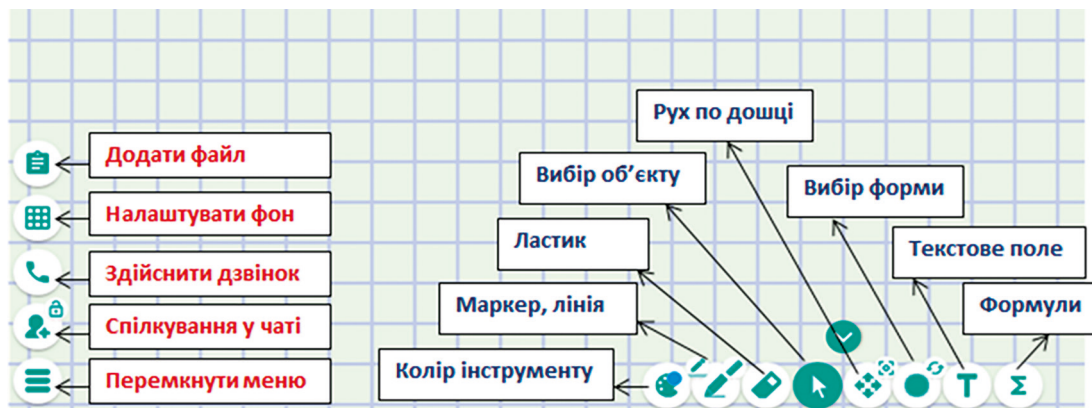 Рух по дошці
Додати файл
Вибір об’єкту
Вибір форми
Налаштувати фон
Ластик
Текстове поле
Здійснити дзвінок
Маркер, лінія
Формули
Спілкування у чаті
Колір інструменту
Перемкнути меню
T
Σ